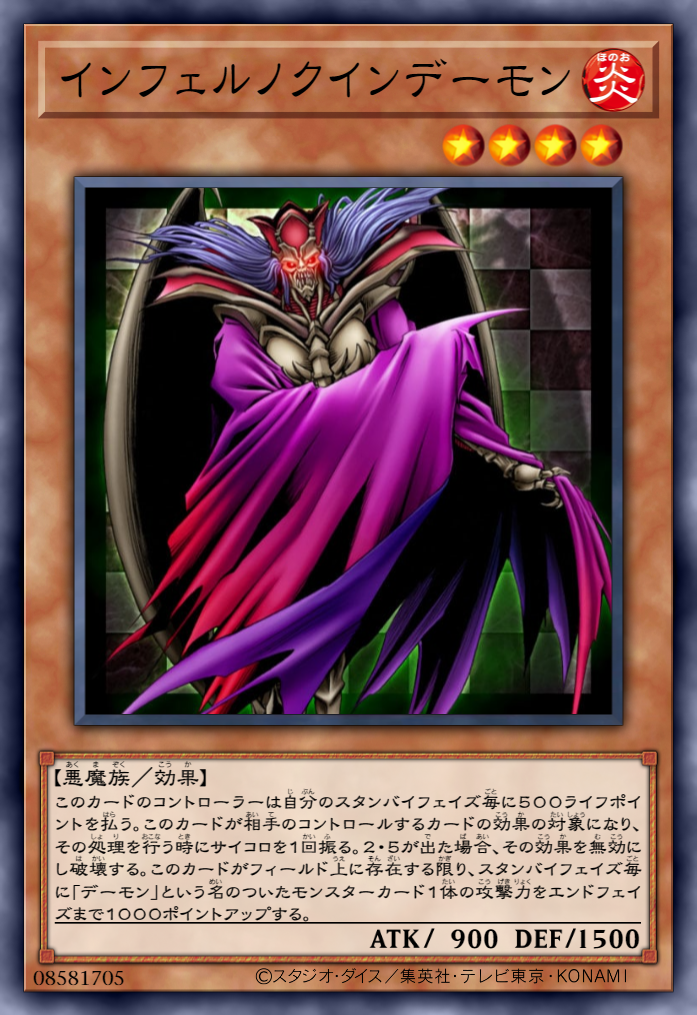 インフェルノクインデーモン
ほのお
炎
【悪魔族／効果】
このカードのコントローラーは自分のスタンバイフェイズ毎に５００ライフポイ
ントを払う。このカードが相手のコントロールするカードの効果の対象になり、
その処理を行う時にサイコロを１回振る。２・５が出た場合、その効果を無効に
し破壊する。このカードがフィールド上に存在する限り、スタンバイフェイズ毎
に「デーモン」という名のついたモンスターカード１体の攻撃力をエンドフェイ
ズまで１０００ポイントアップする。
ATK/ 900 DEF/1500
08581705
©スタジオ・ダイス／集英社・テレビ東京・KONAMI